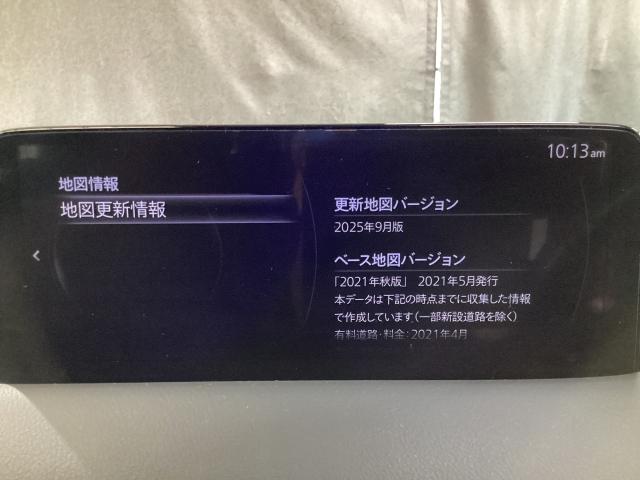 10:13am
地図情報
地図更新情報
更新地図バージョン
2025年9月版
ベース地図バージョン
「2021年秋版」 2021年5月発行
本データは下記の時点までに収集した情報
で作成しています(一部新設道路を除く)
有料道路・料金:2021年4月